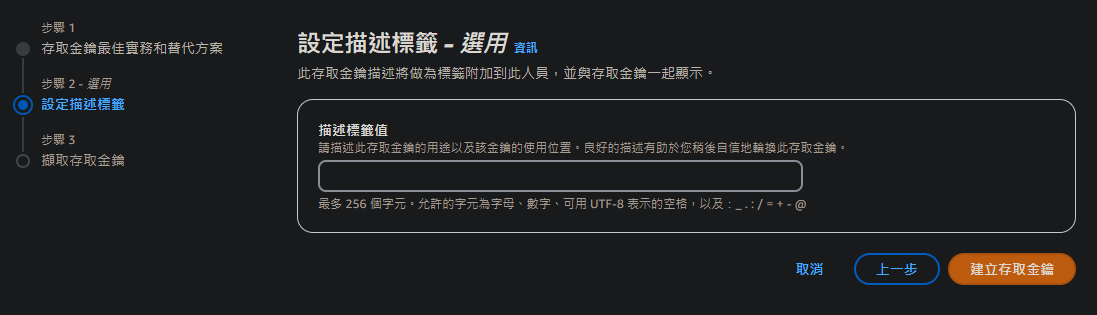 步驟 1
存取金鑰最佳實務和替代方案
步驟 2 - 選用
設定描述標籤
步驟 3
擷取存取金鑰
設定描述標籤 - 選用 資訊
此存取金鑰描述將做為標籤附加到此人員，並與存取金鑰一起顯示。
描述標籤值
請描述此存取金鑰的用途以及該金鑰的使用位置。良好的描述有助於您稍後自信地輪換此存取金鑰。
最多 256 個字元。允許的字元為字母、數字、可用 UTF-8 表示的空格，以及：_ . : / = + - @
取消
上一步
建立存取金鑰